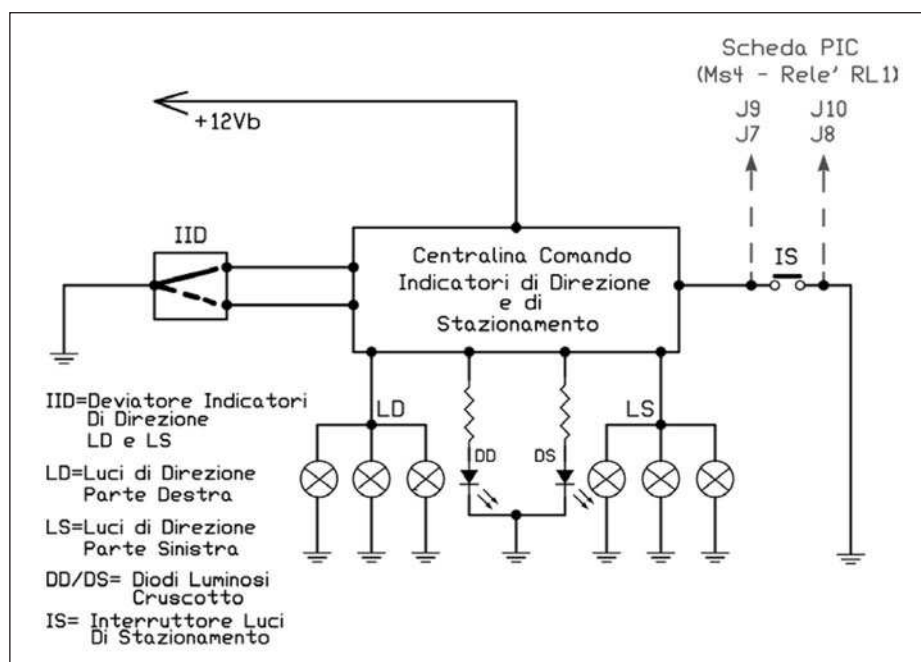 Scheda PIC
(Ms4 - Rele' RL1)
J9 J10
J7 J8
+12Vb
IID
Centralina Comando
Indicatori di Direzione
e di
Stazionamento
IS
LD
LS
DD
DS
IID=Deviatore Indicatori
Di Direzione
LD e LS
LD=Luci di Direzione
Parte Destra
LS=Luci di Direzione
Parte Sinistra
DD/DS= Diodi Luminosi
Cruscotto
IS= Interruttore Luci
Di Stazionamento